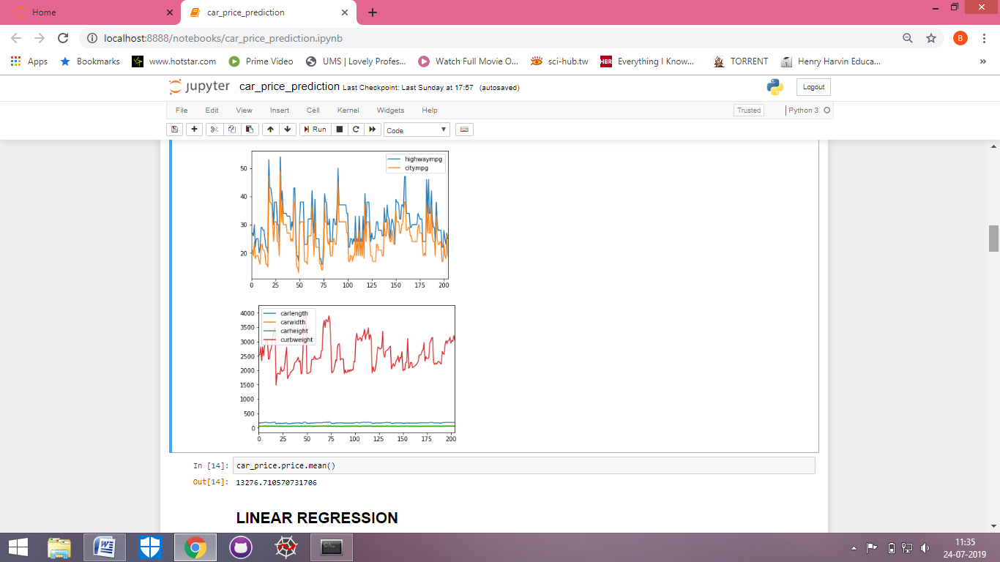 Home
car_price_prediction
localhost:8888/notebooks/car_price_prediction.ipynb
B
Apps Bookmarks www.hotstar.com Prime Video UMS | Lovely Profes... Watch Full Movie O... sci-hub.tw HBR Everything I Know... TORRENT Henry Harvin Educa... »
jupyter car_price_prediction Last Checkpoint: Last Sunday at 17:57 (autosaved) Logout
File Edit View Insert Cell Kernel Widgets Help Trusted Python 3
Run Code
highwaympg
citympg
50
40
30
20
0 25 50 75 100 125 150 175 200
carlength
carwidth
carheight
curbweight
4000
3500
3000
2500
2000
1500
1000
500
0
0 25 50 75 100 125 150 175 200
In [14]: car_price.price.mean()
Out[14]: 13276.710570731706
LINEAR REGRESSION
11:35
24-07-2019